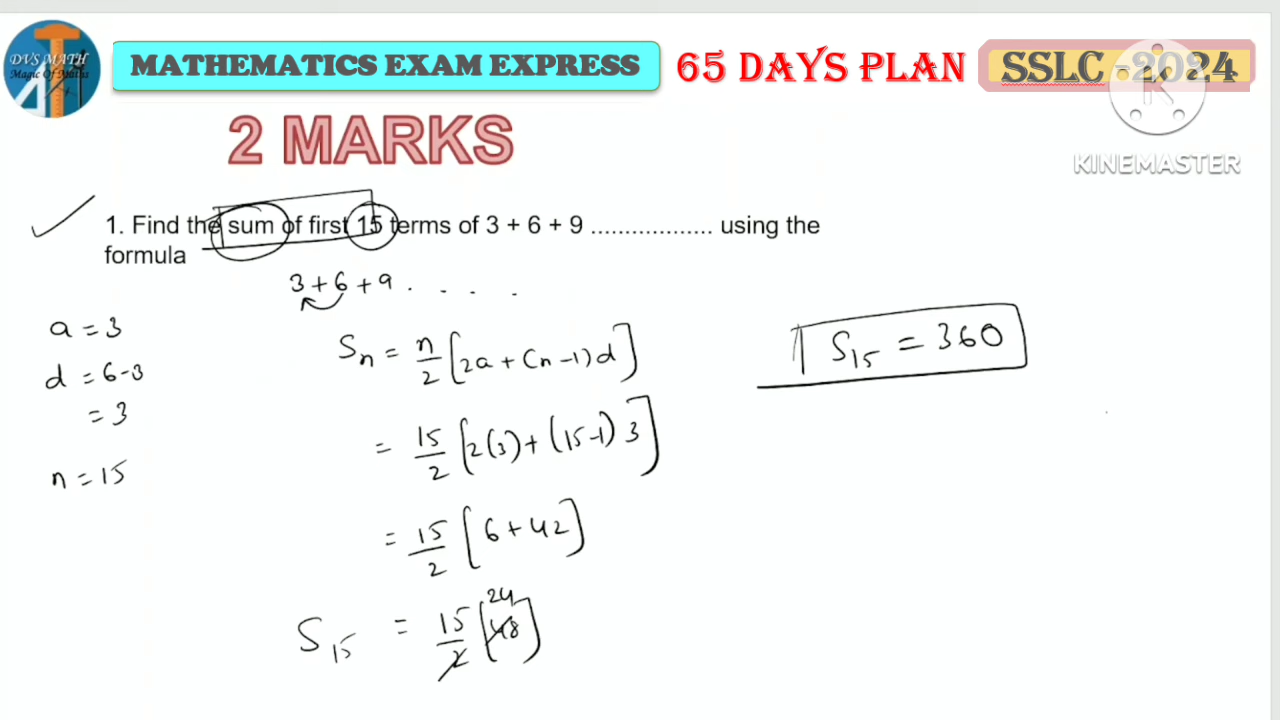 DVS MATH
Magic Of Maths
MATHEMATICS EXAM EXPRESS
65 DAYS PLAN
SSLC -2024
KINEMASTER
2 MARKS
1. Find the sum of first 15 terms of 3 + 6 + 9 .................. using the
formula
3+6+9 . . . .
a = 3
d = 6-3
= 3
n = 15
Sn = n/2 [2a + (n-1)d]
= 15/2 [2(3) + (15-1) 3]
= 15/2 [6+42]
S15 = 15/2 [48] 24
S15 = 360